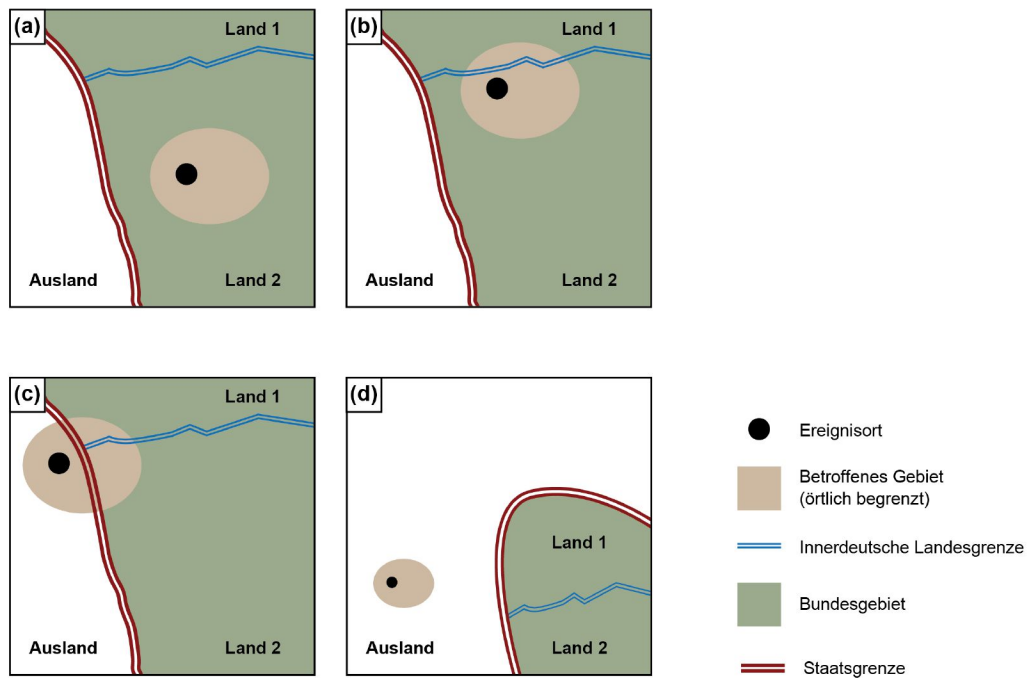 (a)
Land 1
Ausland
Land 2
(b)
Land 1
Ausland
Land 2
(c)
Land 1
Ausland
Land 2
(d)
Land 1
Ausland
Land 2
Ereignisort
Betroffenes Gebiet
(örtlich begrenzt)
Innerdeutsche Landesgrenze
Bundesgebiet
Staatsgrenze